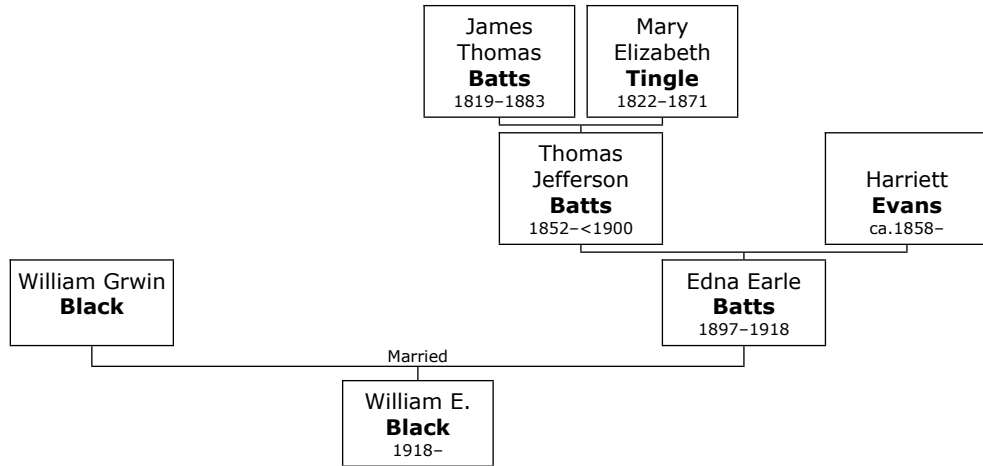 James
Thomas
Batts
1819–1883
Mary
Elizabeth
Tingle
1822–1871
Thomas
Jefferson
Batts
1852–<1900
Harriett
Evans
ca.1858–
William Grwin
Black
Edna Earle
Batts
1897–1918
Married
William E.
Black
1918–